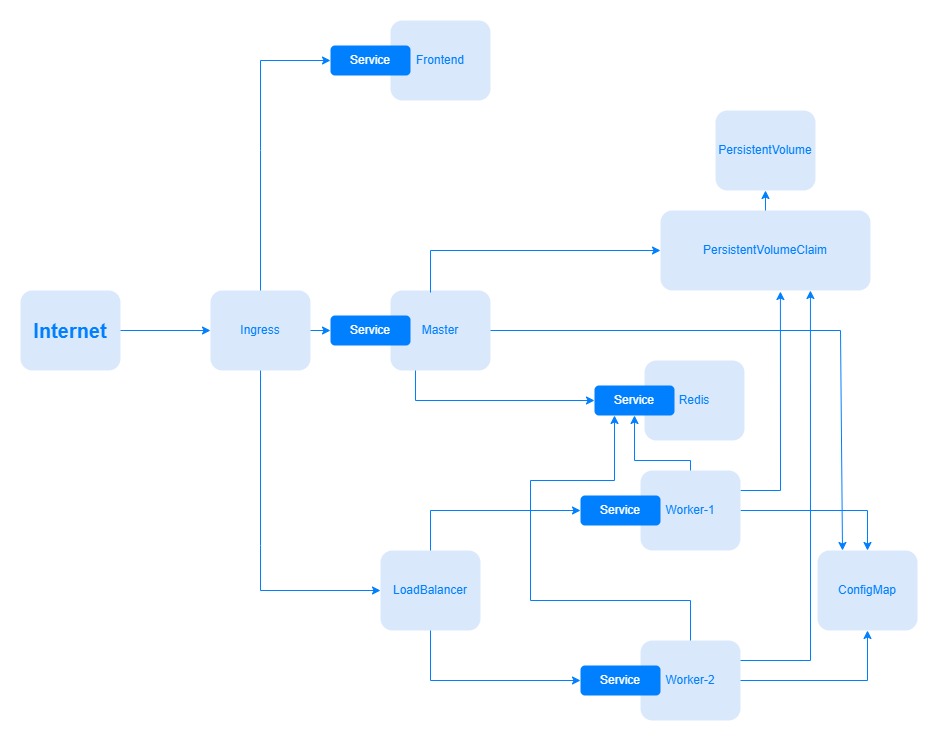 Service
Frontend
PersistentVolume
PersistentVolumeClaim
Internet
Ingress
Service
Master
Service
Redis
Service
Worker-1
LoadBalancer
ConfigMap
Service
Worker-2